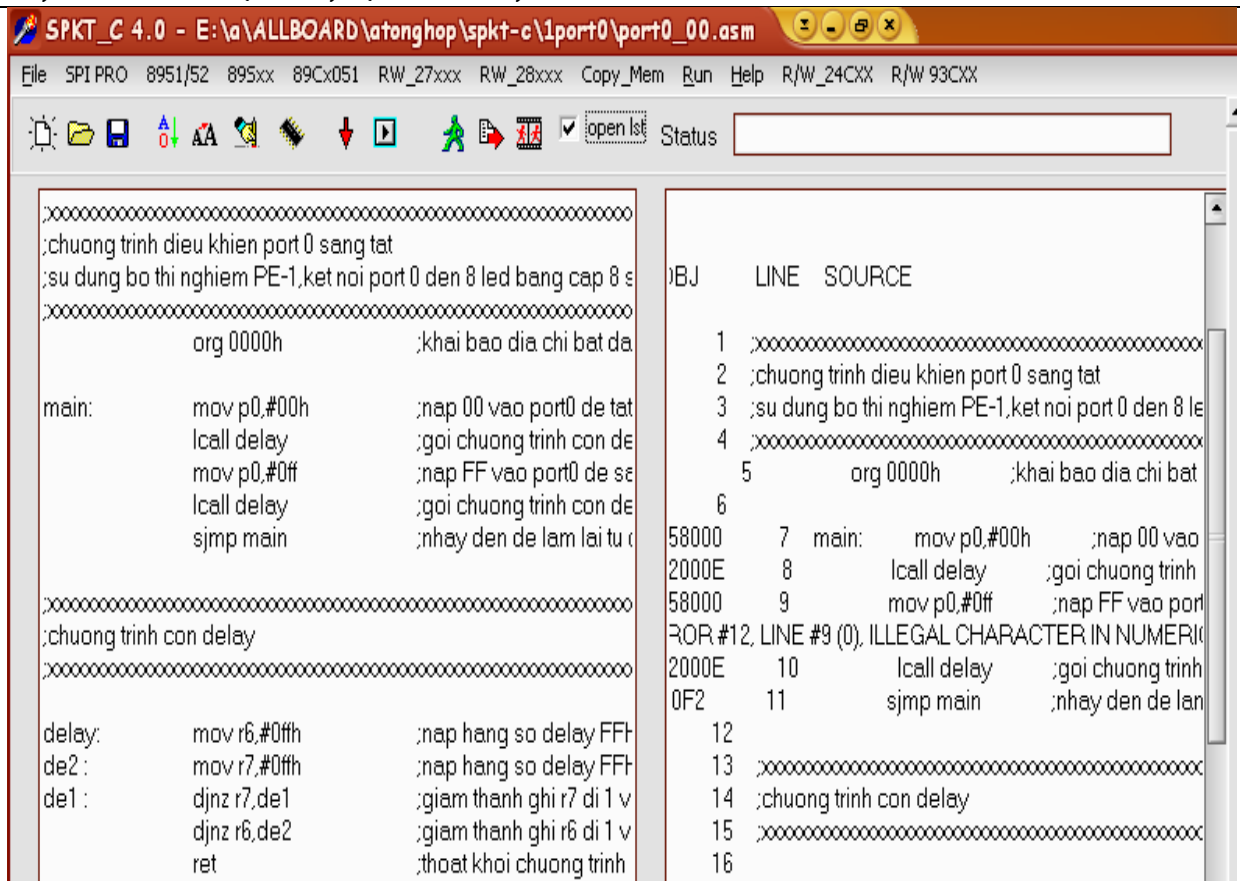 SPKT_C 4.0 - E:\a\ALLBOARD\atonghop\spkt-c\1port0\port0_00.asm
File SPI PRO 8951/52 895xx 89Cx051 RW_27xxx RW_28xxx Copy_Mem Run Help R/W_24CXX R/W 93CXX
open lst Status
;chuong trinh dieu khien port 0 sang tat
;su dung bo thi nghiem PE-1,ket noi port 0 den 8 led bang cap 8 s
org 0000h ;khai bao dia chi bat da
main: mov p0,#00h ;nap 00 vao port0 de tat
lcall delay ;goi chuong trinh con de
mov p0,#0ff ;nap FF vao port0 de sa
lcall delay ;goi chuong trinh con de
sjmp main ;nhay den de lam lai tu
;chuong trinh con delay
delay: mov r6,#0ffh ;nap hang so delay FFH
de2 : mov r7,#0ffh ;nap hang so delay FFH
de1 : djnz r7,de1 ;giam thanh ghi r7 di 1 v
djnz r6,de2 ;giam thanh ghi r6 di 1 v
ret ;thoat khoi chuong trinh
OBJ LINE SOURCE
1
2 ;chuong trinh dieu khien port 0 sang tat
3 ;su dung bo thi nghiem PE-1,ket noi port 0 den 8 le
4
5 org 0000h ;khai bao dia chi bat
6
58000 7 main: mov p0,#00h ;nap 00 vao
2000E 8 lcall delay ;goi chuong trinh
58000 9 mov p0,#0ff ;nap FF vao port
ROR #12, LINE #9 (0), ILLEGAL CHARACTER IN NUMERIC
2000E 10 lcall delay ;goi chuong trinh
0F2 11 sjmp main ;nhay den de lan
12
13
14 ;chuong trinh con delay
15
16